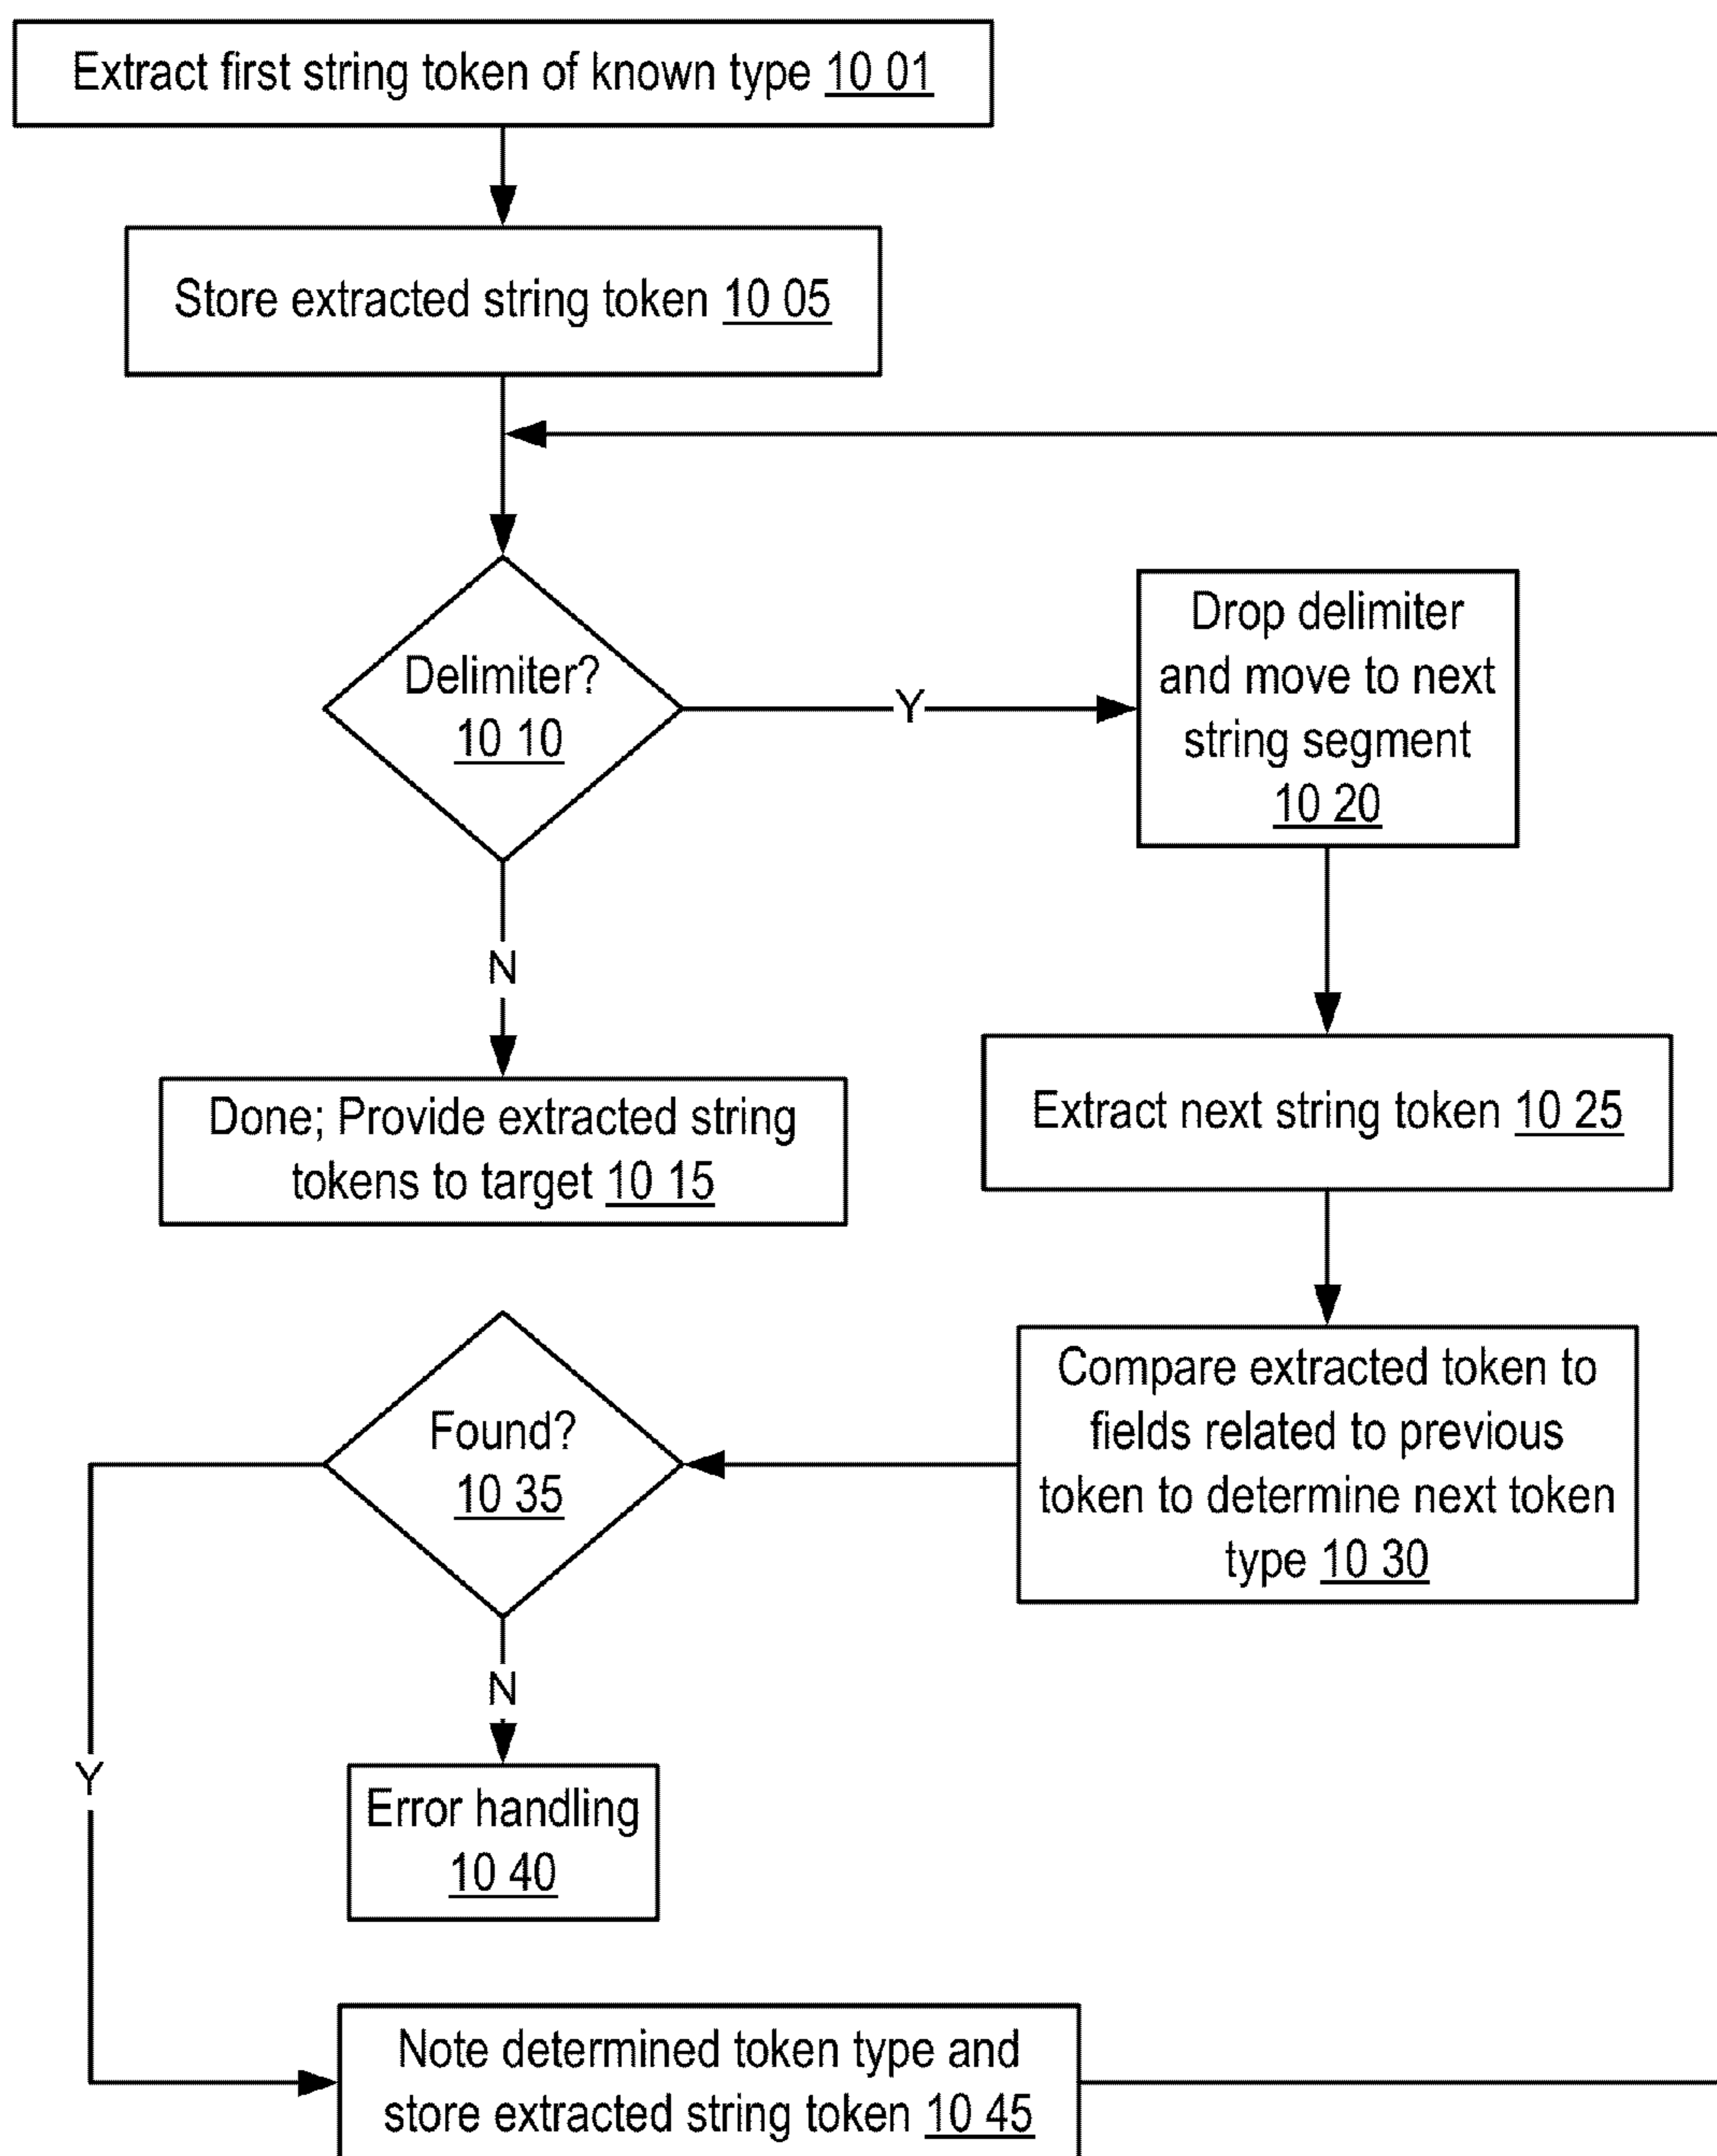 Extract first string token of known type 10 01
Store extracted string token 10 05
Delimiter?
10 10
Y
Drop delimiter
and move to next
string segment
10 20
N
Done; Provide extracted string
tokens to target 10 15
Extract next string token 10 25
Compare extracted token to
fields related to previous
token to determine next token
type 10 30
Found?
10 35
N
Y
Error handling
10 40
Note determined token type and
store extracted string token 10 45